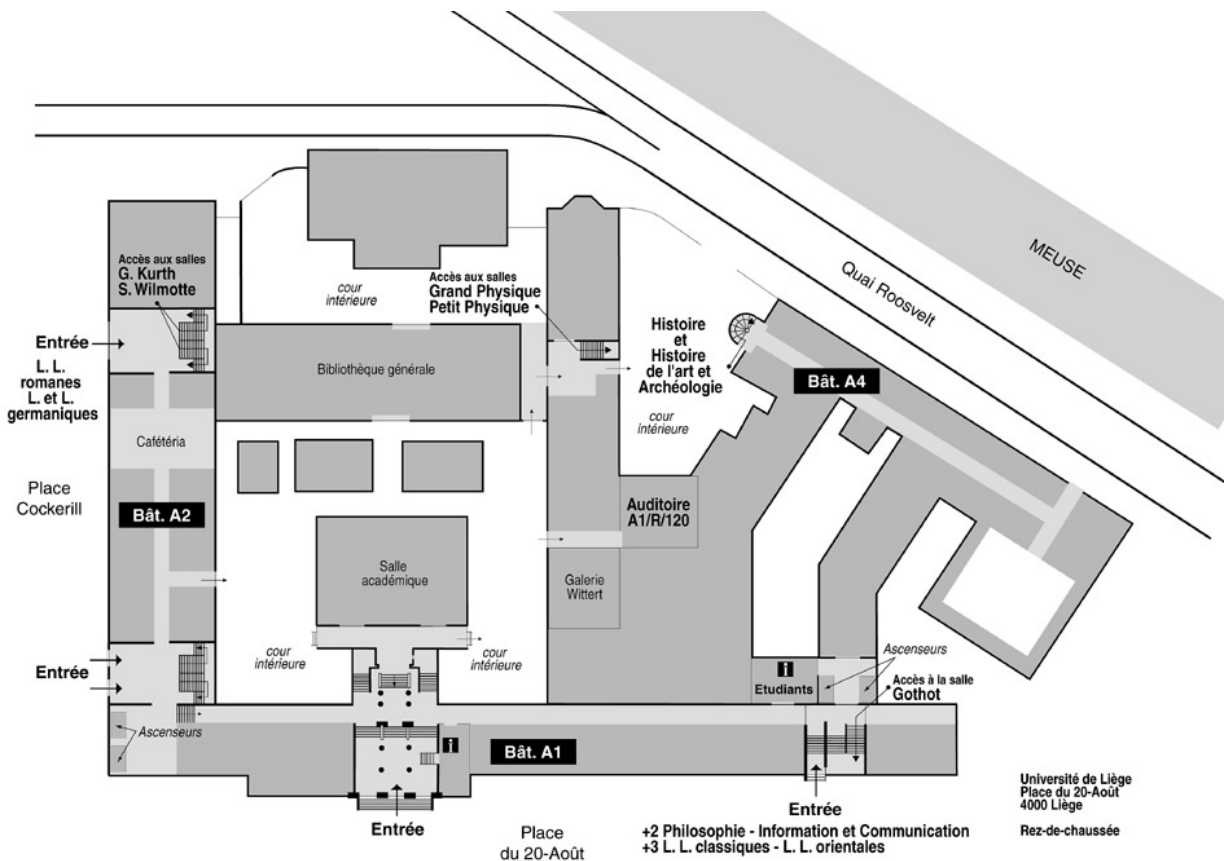 MEUSE
Quai Roosvelt
Accès aux salles
G. Kurth
S. Wilmotte
cour
intérieure
Accès aux salles
Grand Physique
Petit Physique
Entrée
L. L.
romanes
L. et L.
germaniques
Bibliothèque générale
Histoire
et
Histoire
de l'art et
Archéologie
Bât. A4
cour
intérieure
Cafétéria
Place
Cockerill
Bât. A2
Auditoire
A1/R/120
Salle
académique
Galerie
Wittert
Entrée
cour
intérieure
cour
intérieure
i
Etudiants
Ascenseurs
Accès à la salle
Gothot
Ascenseurs
i
Bât. A1
Entrée
Place
du 20-Août
Entrée
+2 Philosophie - Information et Communication
+3 L. L. classiques - L. L. orientales
Université de Liège
Place du 20-Août
4000 Liège
Rez-de-chaussée